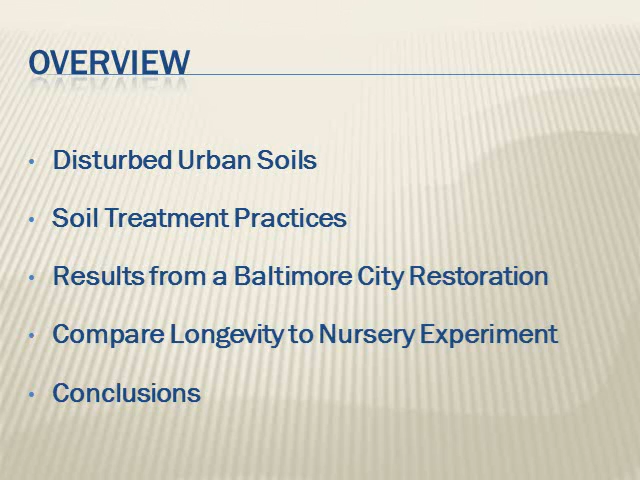 OVERVIEW
• Disturbed Urban Soils
• Soil Treatment Practices
• Results from a Baltimore City Restoration
• Compare Longevity to Nursery Experiment
• Conclusions